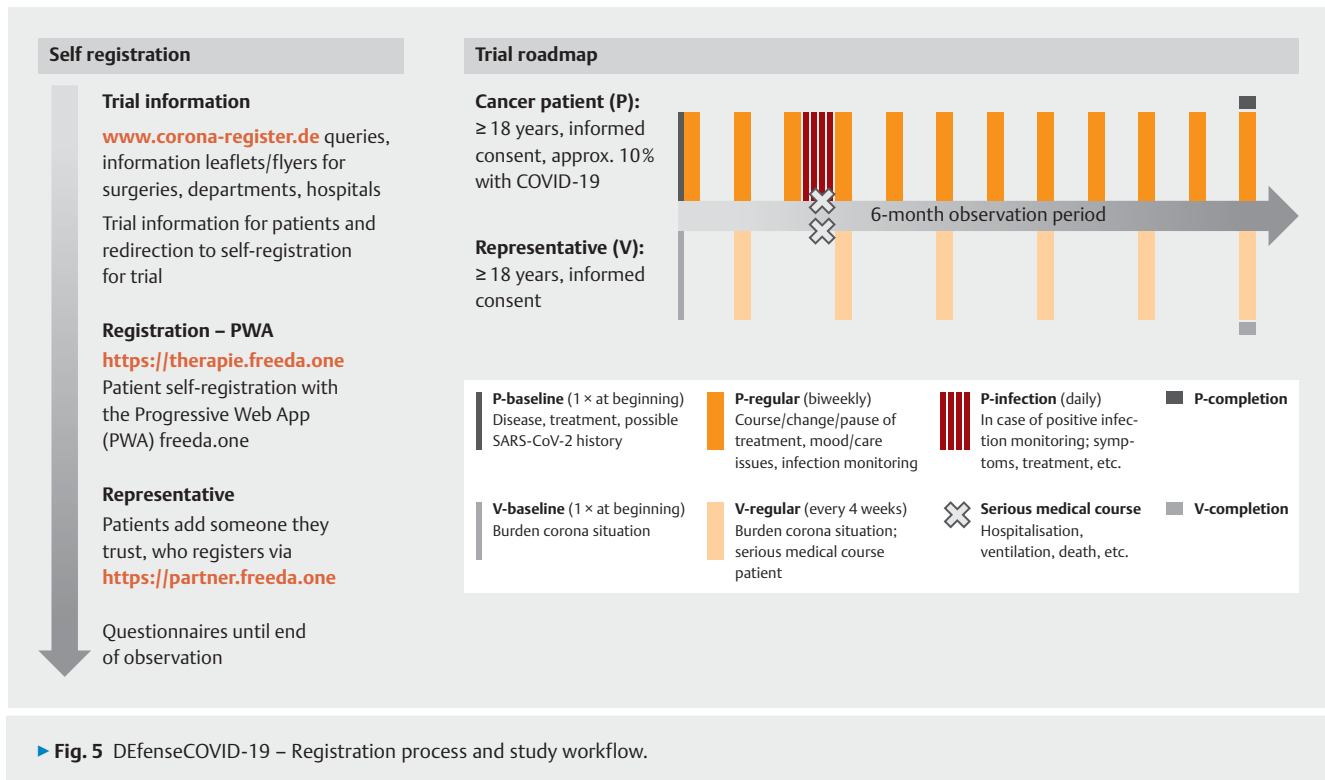 Self registration
Trial information
www.corona-register.de queries,
information leaflets/flyers for
surgeries, departments, hospitals
Trial information for patients and
redirection to self-registration
for trial
Registration – PWA
https://therapie.freeda.one
Patient self-registration with
the Progressive Web App
(PWA) freeda.one
Representative
Patients add someone they
trust, who registers via
https://partner.freeda.one
Questionnaires until end
of observation
Trial roadmap
Cancer patient (P):
≥ 18 years, informed
consent, approx. 10%
with COVID-19
6-month observation period
Representative (V):
≥ 18 years, informed
consent
P-baseline (1 × at beginning)
Disease, treatment, possible
SARS-CoV-2 history
P-regular (biweekly)
Course/change/pause of
treatment, mood/care
issues, infection monitoring
P-infection (daily)
In case of positive infec-
tion monitoring; symp-
toms, treatment, etc.
P-completion
V-baseline (1 × at beginning)
Burden corona situation
V-regular (every 4 weeks)
Burden corona situation;
serious medical course
patient
Serious medical course
Hospitalisation,
ventilation, death, etc.
V-completion
▶ Fig. 5 DEfenseCOVID-19 – Registration process and study workflow.